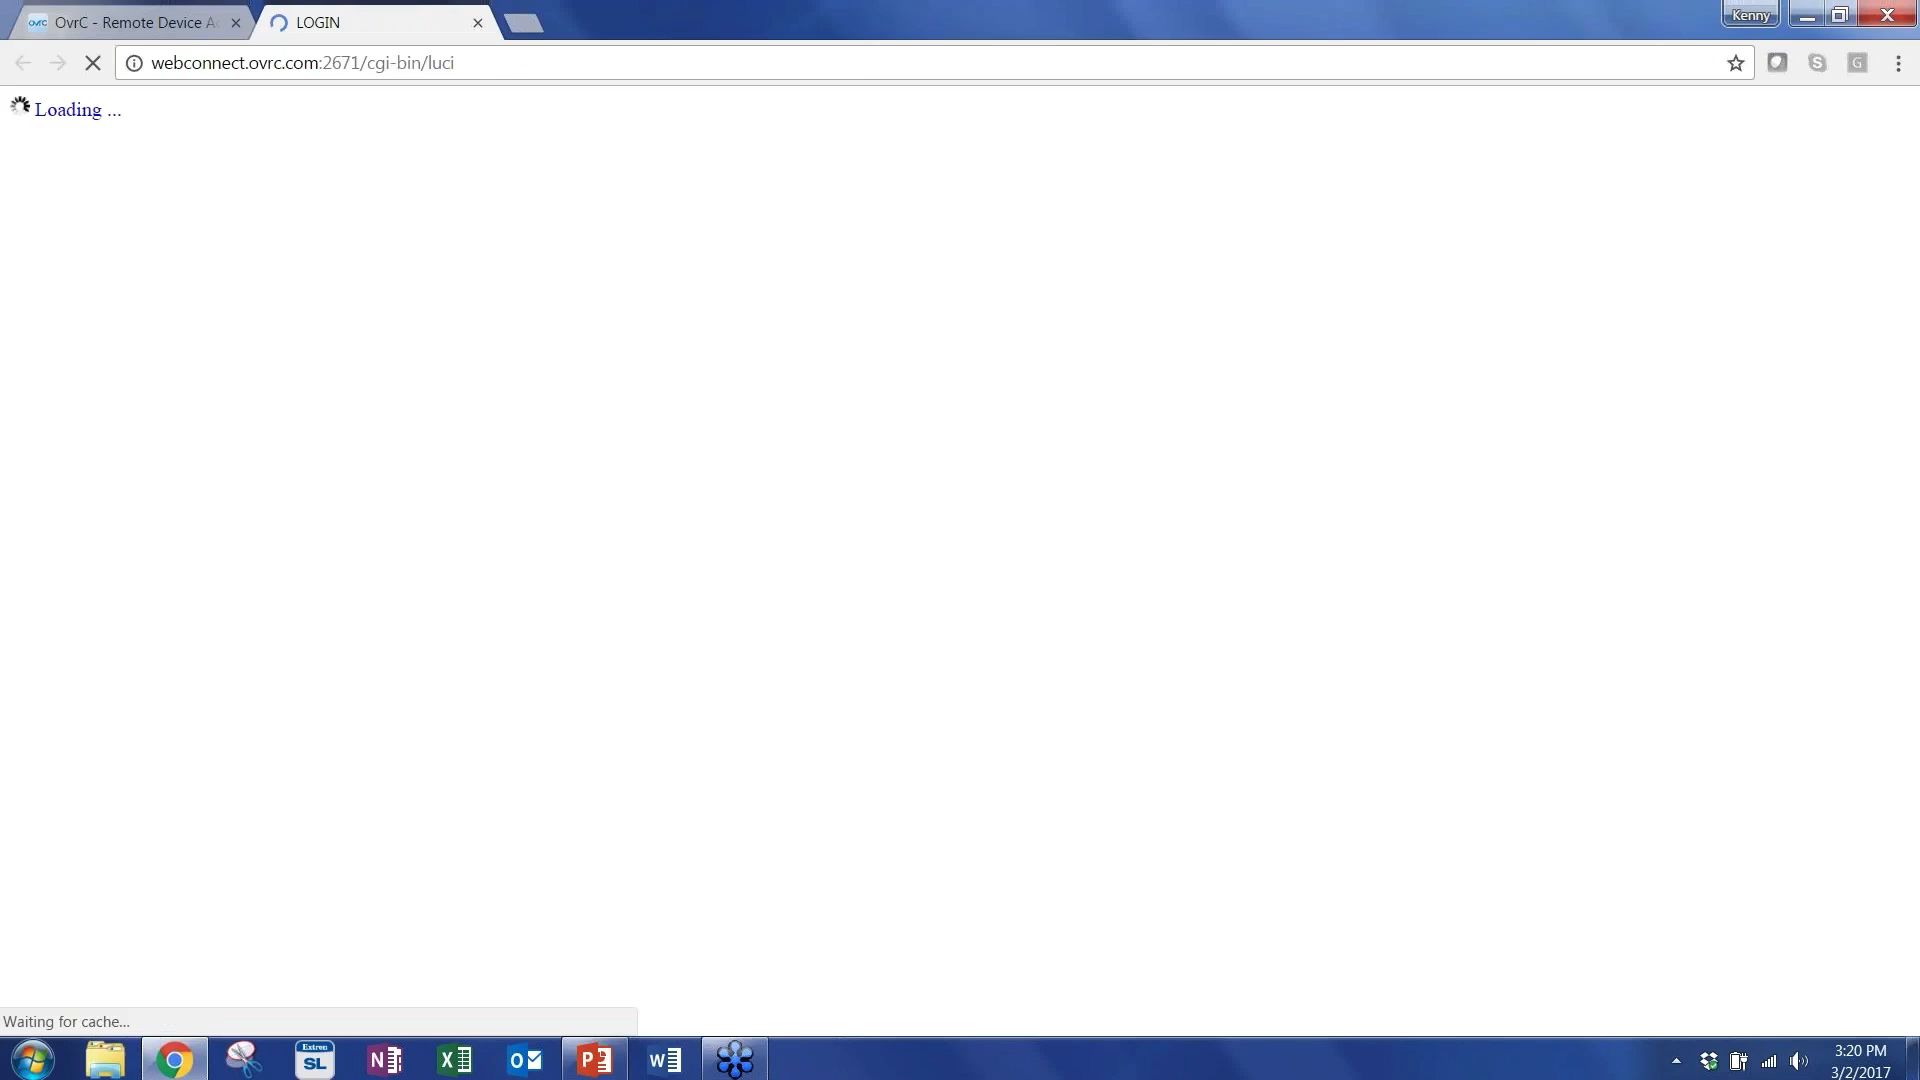 OvrC - Remote Device Ac
LOGIN
Kenny
webconnect.ovrc.com:2671/cgi-bin/luci
S
G
Loading ...
Waiting for cache...
Extron
SL
N
X
O
P
W
3:20 PM
3/2/2017